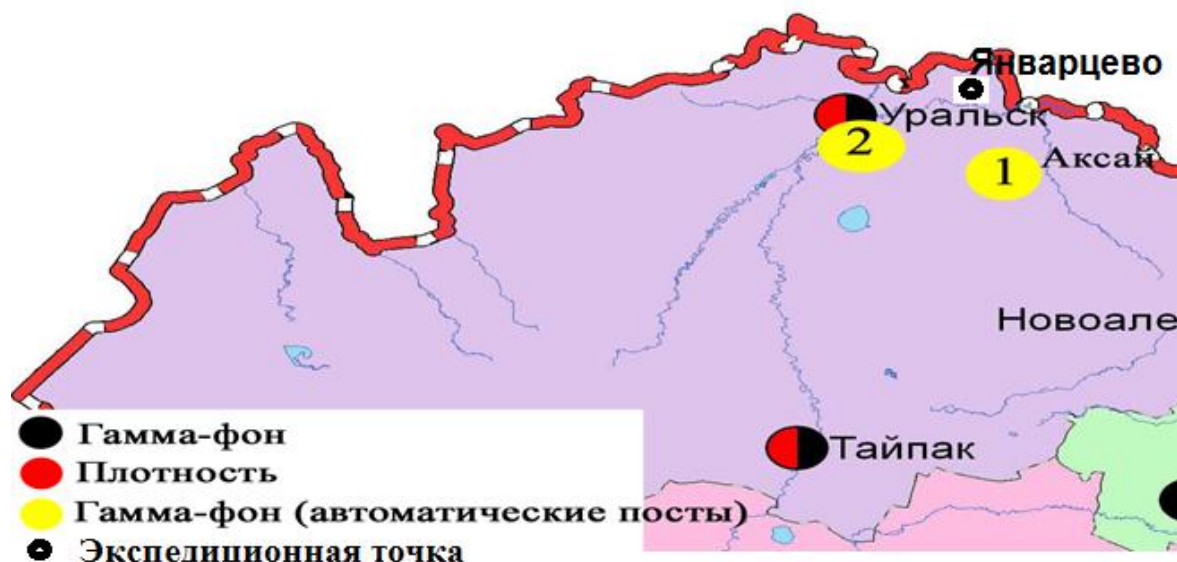 Январцево
Уральск
2
1
Аксай
Новоале
Тайпак
Гамма-фон
Плотность
Гамма-фон (автоматические посты)
Экспедиционная точка